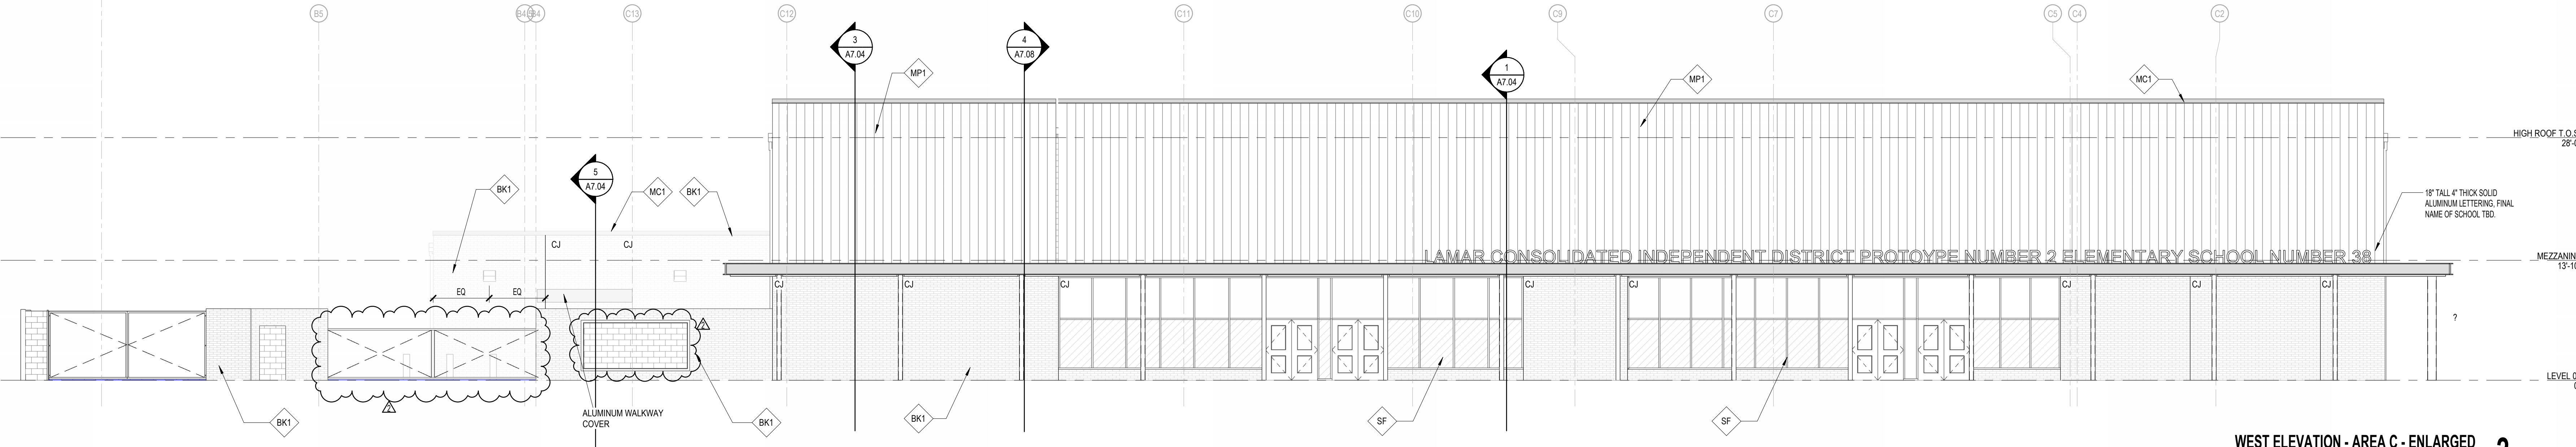 B5
C13
C12
C11
C10
C9
C7
C5
C4
C2
3
A7.04
4
A7.08
1
A7.04
MP1
MP1
MC1
HIGH ROOF T.O.S
5
A7.04
BK1
MC1
BK1
18" TALL 4" THICK SOLID
ALUMINUM LETTERING, FINAL
NAME OF SCHOOL TBD.
CJ
CJ
LAMAR CONSOLIDATED INDEPENDENT DISTRICT PROTOYPE NUMBER 2 ELEMENTARY SCHOOL NUMBER 38
MEZZANIN
13'-10
EQ
EQ
CJ
CJ
CJ
CJ
CJ
CJ
CJ
CJ
?
2
LEVEL 0
2
ALUMINUM WALKWAY
COVER
BK1
BK1
BK1
SF
SF
WEST ELEVATION - AREA C - ENLARGED